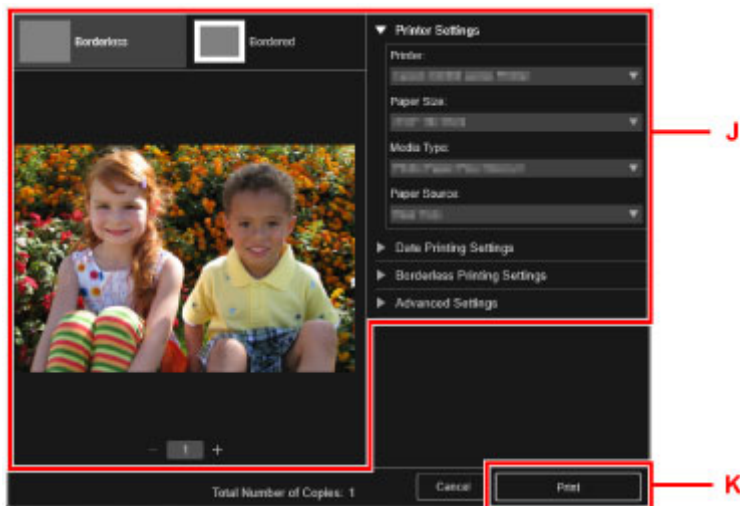 Borderless
Bordered
Printer Settings
Printer:
Paper Size:
Media Type:
Paper Source:
Date Printing Settings
Borderless Printing Settings
Advanced Settings
J
- 1 +
Total Number of Copies: 1
Cancel
Print
K